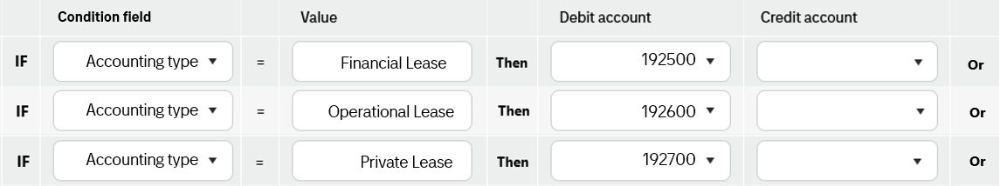 Condition field Value Debit account Credit account
IF Accounting type = Financial Lease Then 192500 Or
IF Accounting type = Operational Lease Then 192600 Or
IF Accounting type = Private Lease Then 192700 Or